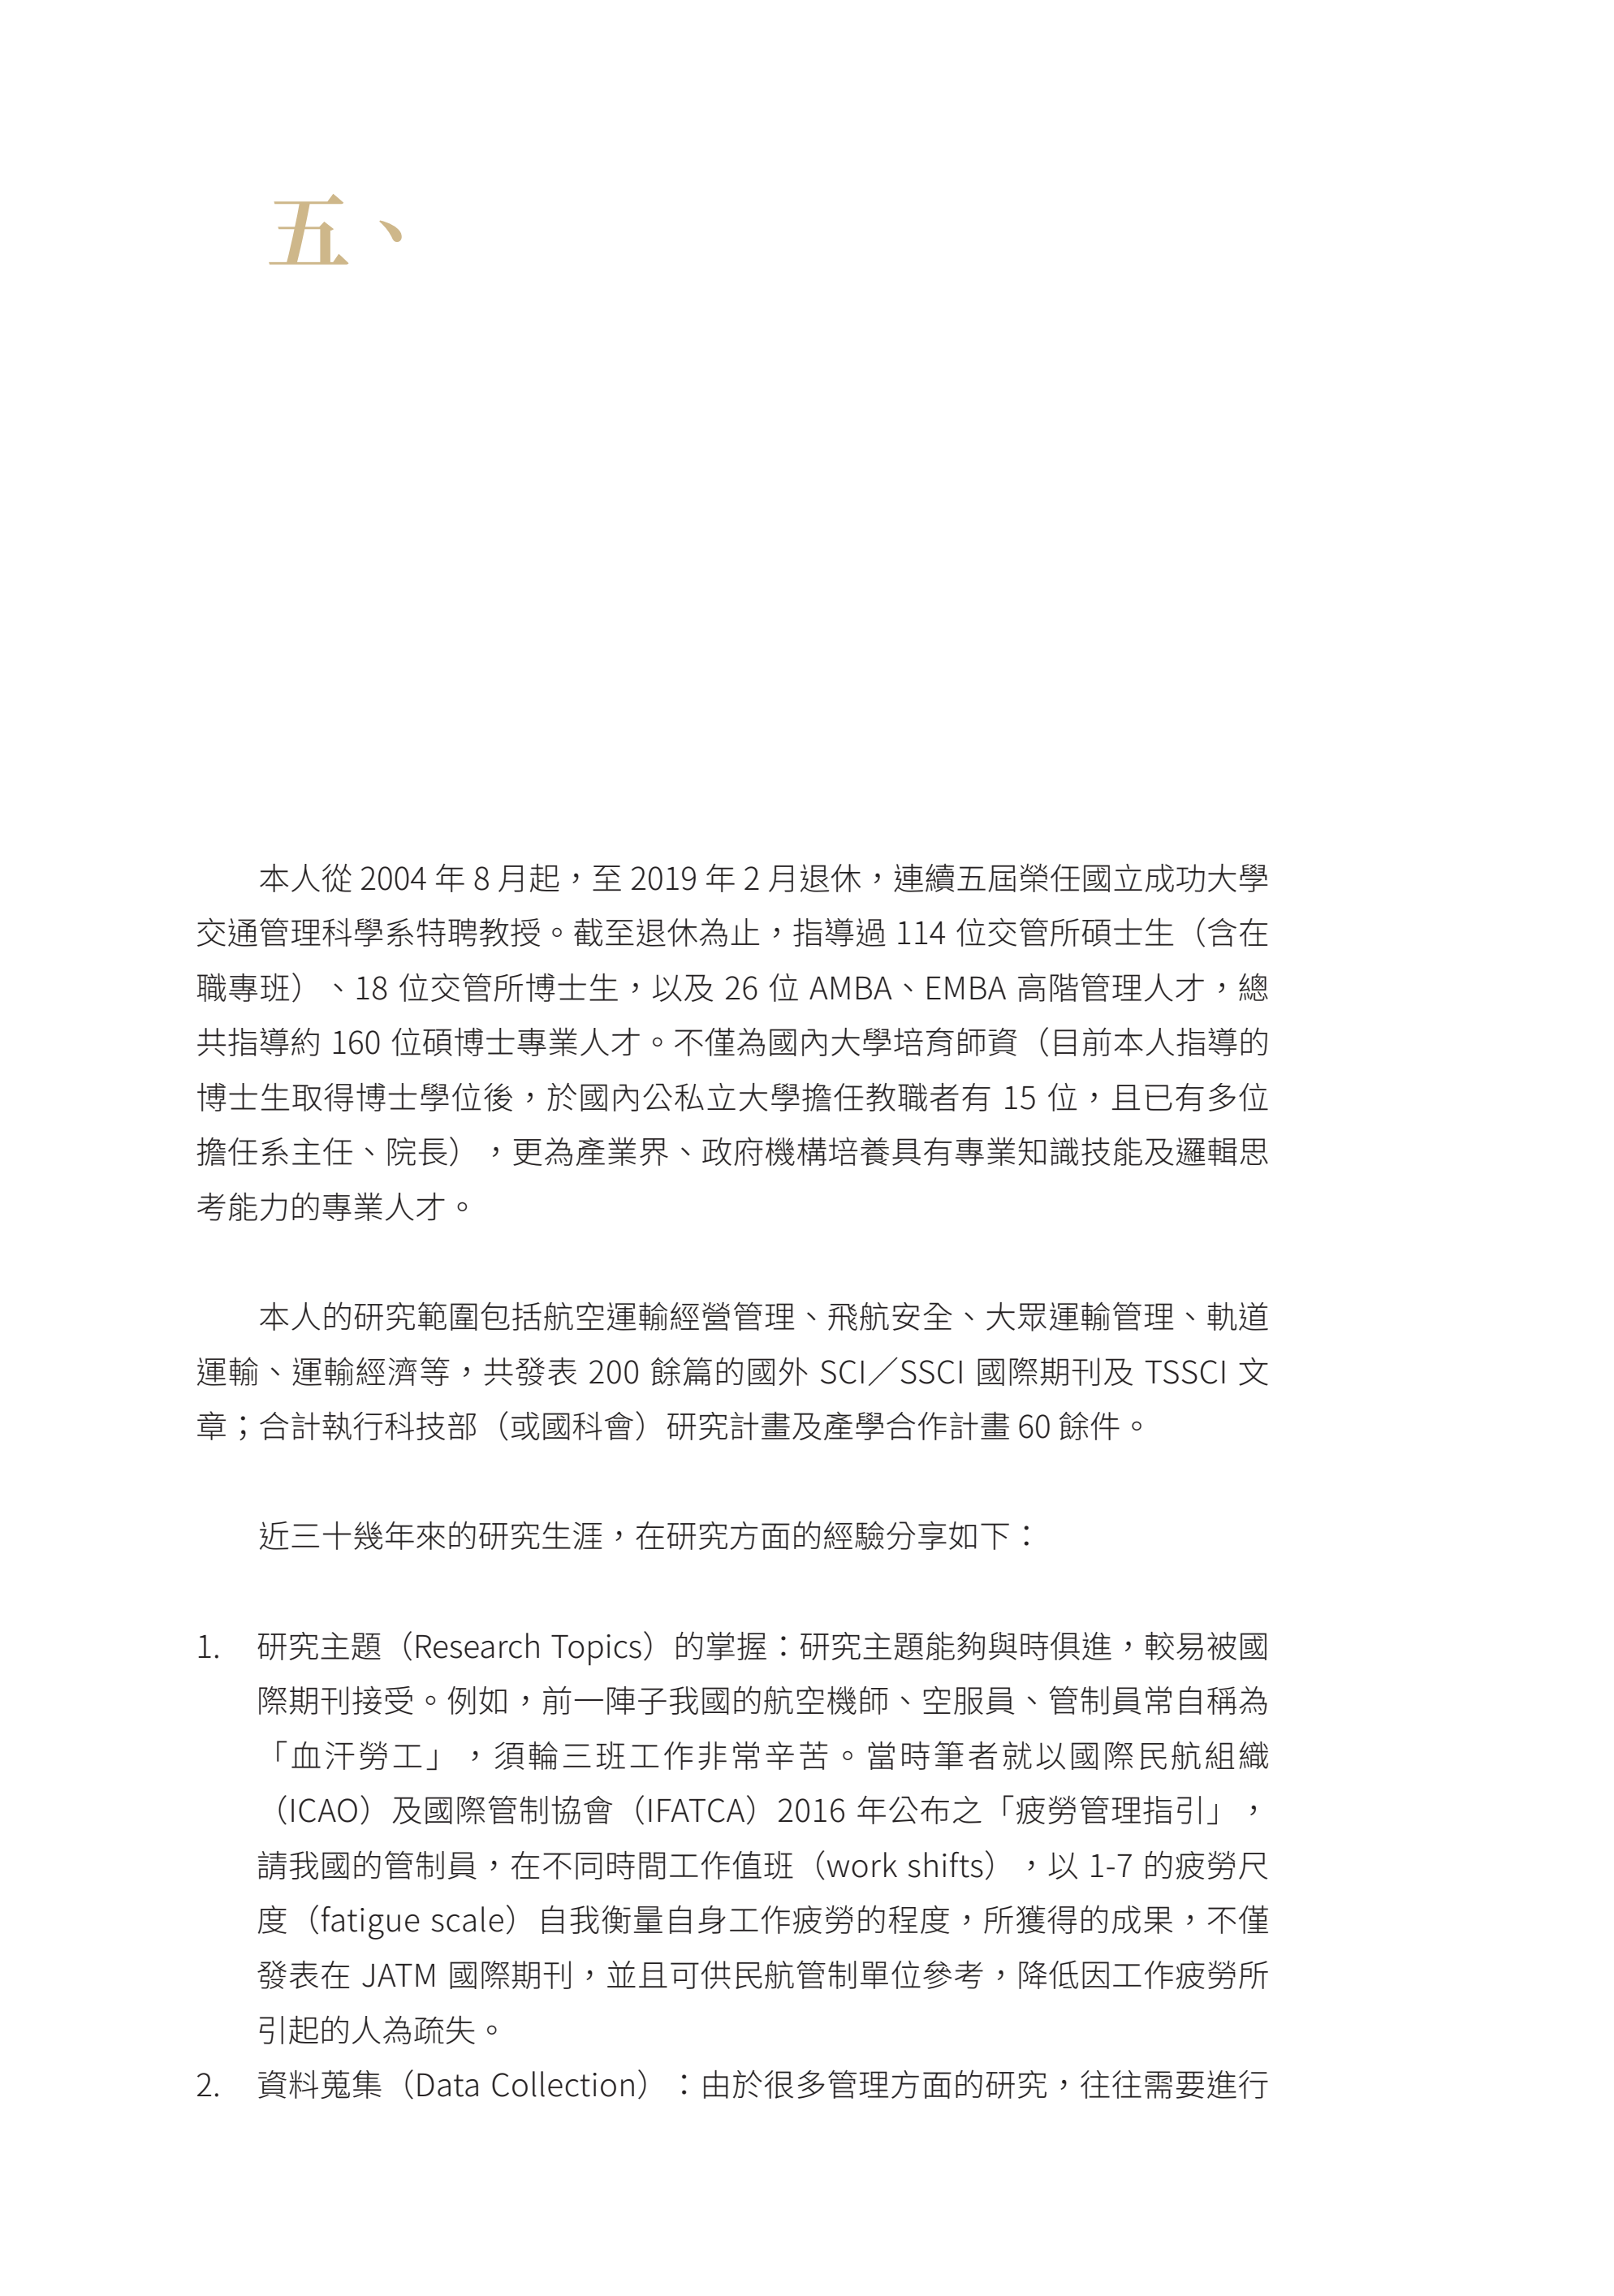 五、
本人從 2004 年 8 月起，至 2019 年 2 月退休，連續五屆榮任國立成功大學
交通管理科學系特聘教授。截至退休為止，指導過 114 位交管所碩士生（含在
職專班）、18 位交管所博士生，以及 26 位 AMBA、EMBA 高階管理人才，總
共指導約 160 位碩博士專業人才。不僅為國內大學培育師資（目前本人指導的
博士生取得博士學位後，於國內公私立大學擔任教職者有 15 位，且已有多位
擔任系主任、院長），更為產業界、政府機構培養具有專業知識技能及邏輯思
考能力的專業人才。
本人的研究範圍包括航空運輸經營管理、飛航安全、大眾運輸管理、軌道
運輸、運輸經濟等，共發表 200 餘篇的國外 SCI／SSCI 國際期刊及 TSSCI 文
章；合計執行科技部（或國科會）研究計畫及產學合作計畫 60 餘件。
近三十幾年來的研究生涯，在研究方面的經驗分享如下：
1. 研究主題（Research Topics）的掌握：研究主題能夠與時俱進，較易被國
際期刊接受。例如，前一陣子我國的航空機師、空服員、管制員常自稱為
「血汗勞工」，須輪三班工作非常辛苦。當時筆者就以國際民航組織
（ICAO）及國際管制協會（IFATCA）2016 年公布之「疲勞管理指引」，
請我國的管制員，在不同時間工作值班（work shifts），以 1-7 的疲勞尺
度（fatigue scale）自我衡量自身工作疲勞的程度，所獲得的成果，不僅
發表在 JATM 國際期刊，並且可供民航管制單位參考，降低因工作疲勞所
引起的人為疏失。
2. 資料蒐集（Data Collection）：由於很多管理方面的研究，往往需要進行